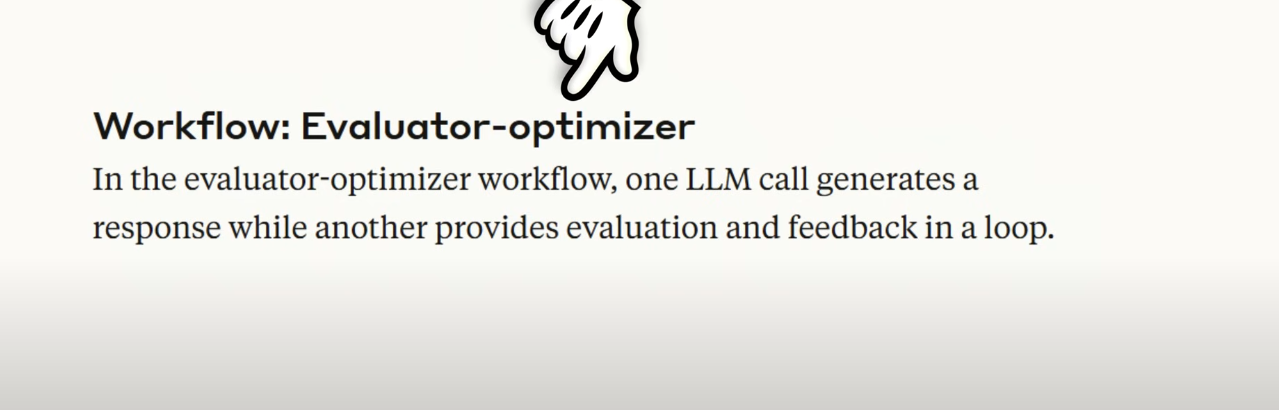 Workflow: Evaluator-optimizer
In the evaluator-optimizer workflow, one LLM call generates a
response while another provides evaluation and feedback in a loop.